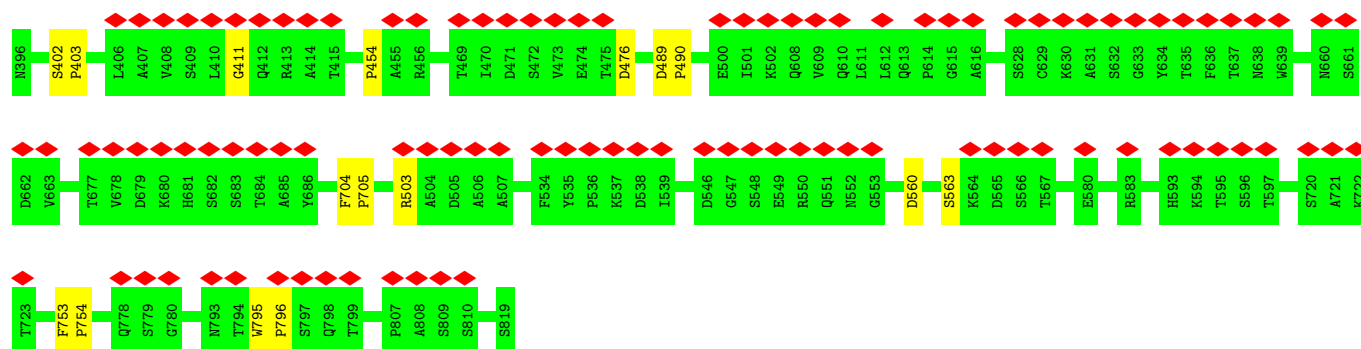 N396 S402 P403 L406 A407 V408 S409 L410 G411 Q412 R413 A414 T415 P454 A455 R456 T469 I470 D471 S472 V473 E474 T475 D476 D489 P490 E500 I501 K502 Q608 V609 Q610 L611 L612 Q613 P614 G615 A616 S628 C629 K630 A631 S632 G633 Y634 T635 F636 T637 N638 W639 N660 S661
D662 V663 T677 V678 D679 K680 H681 S682 S683 T684 A685 Y686 F704 P705 R503 A504 D505 A506 A507 F534 Y535 P536 K537 D538 I539 D546 G547 S548 E549 R550 Q551 N552 G553 D560 S563 K564 D565 S566 T567 E580 R583 H593 K594 T595 S596 T597 S720 A721 K722
T723 F753 P754 Q778 S779 G780 N793 T794 W795 P796 S797 Q798 T799 P807 A808 S809 S810 S819